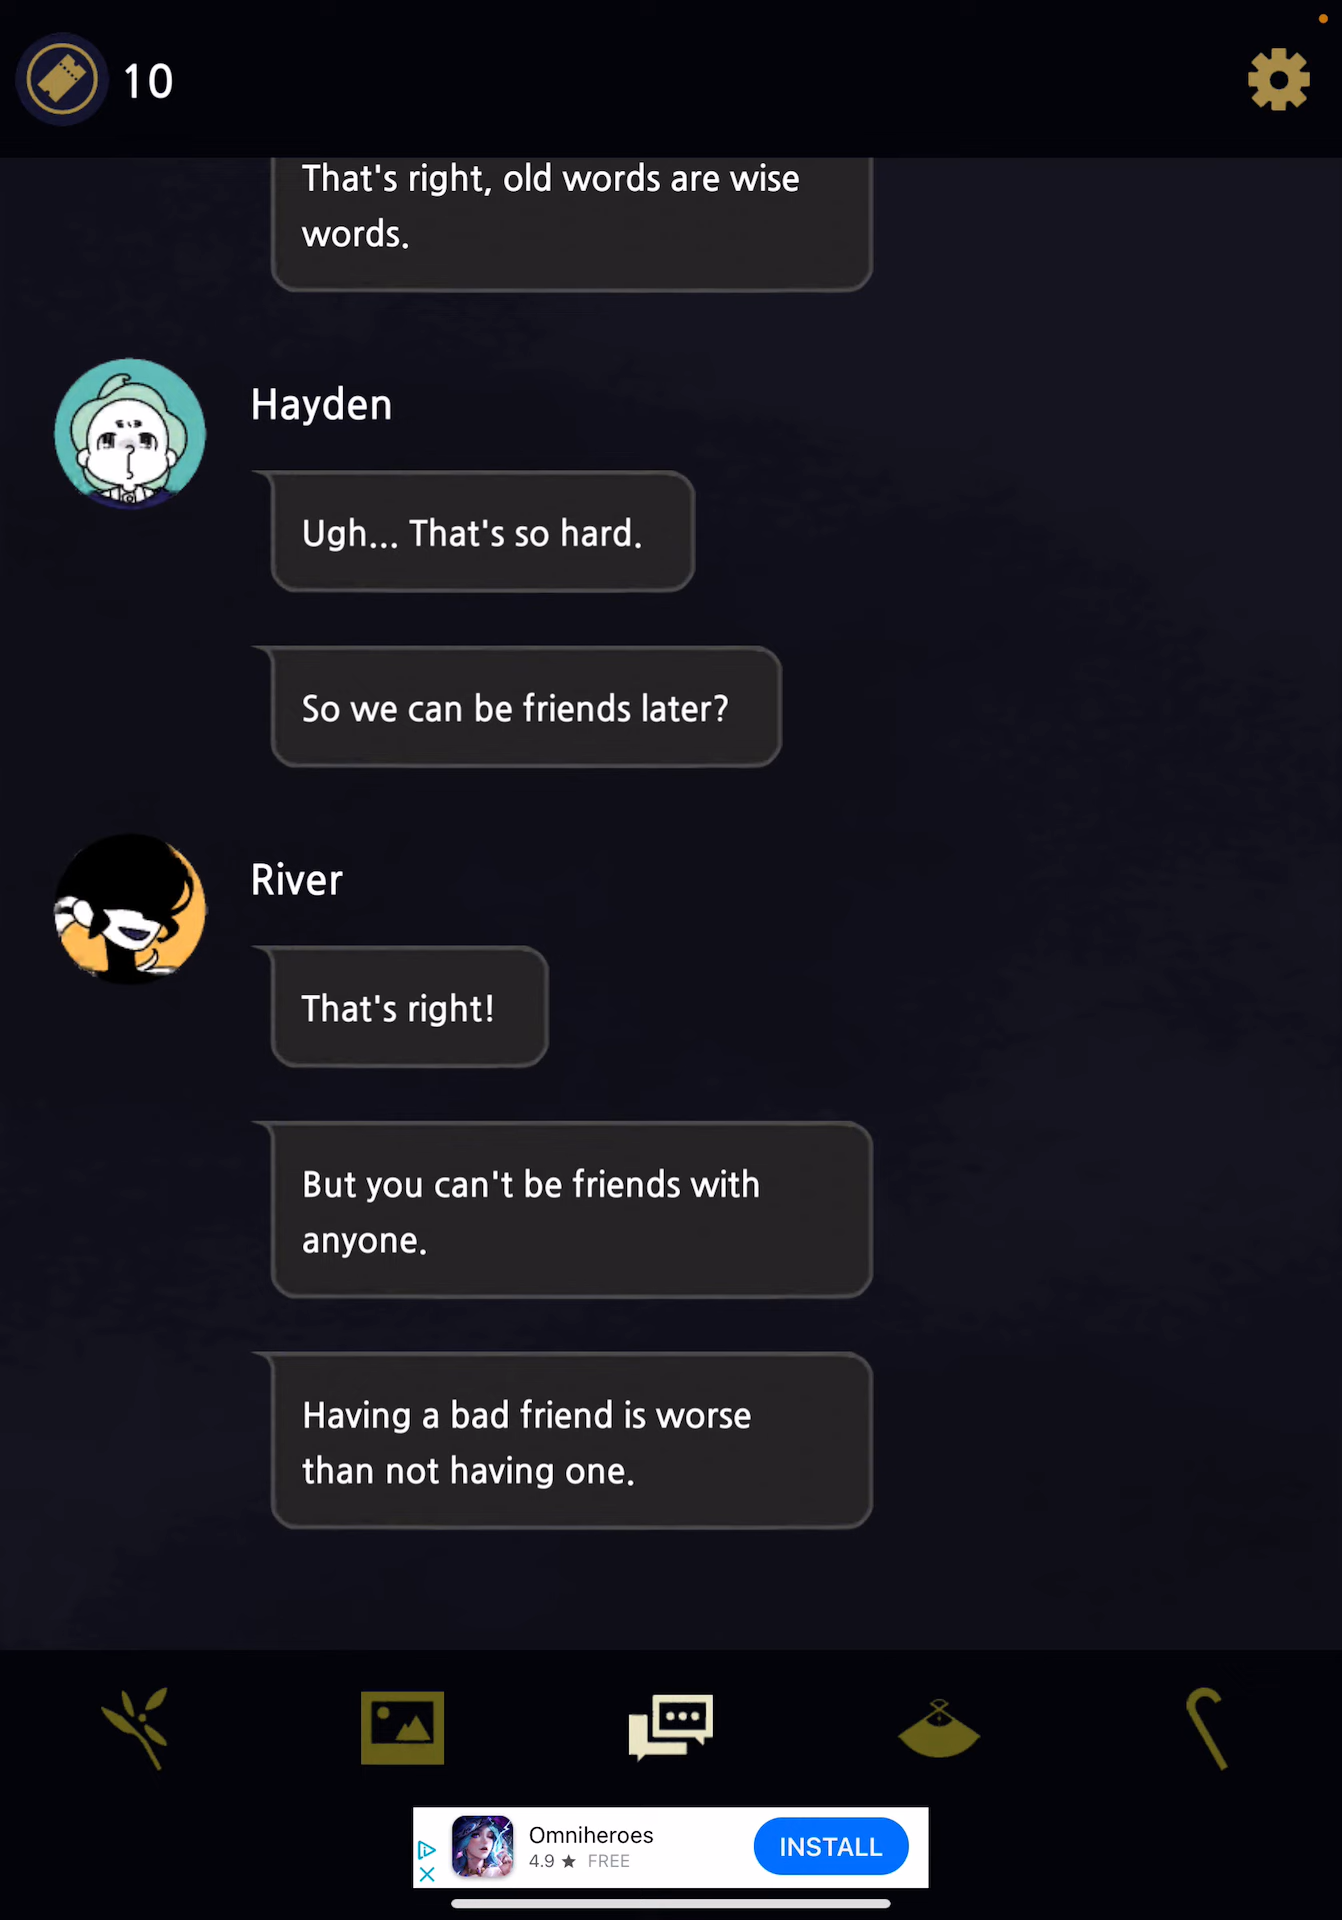 10
That's right, old words are wise
words.
Hayden
Ugh... That's so hard.
So we can be friends later?
River
That's right!
But you can't be friends with
anyone.
Having a bad friend is worse
than not having one.
Omniheroes
4.9 ★ FREE
INSTALL